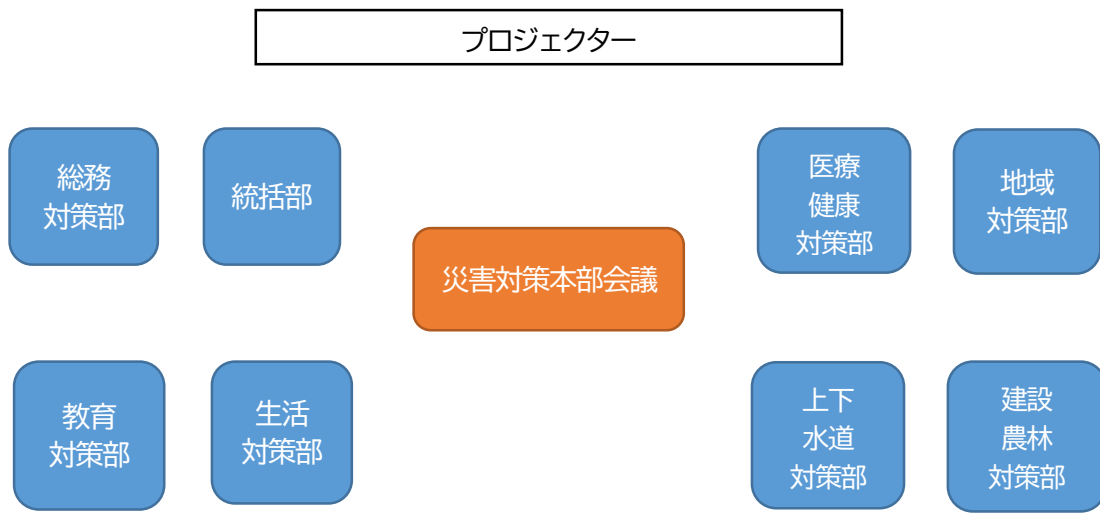 プロジェクター
総務
対策部
統括部
医療
健康
対策部
地域
対策部
災害対策本部会議
教育
対策部
生活
対策部
上下
水道
対策部
建設
農林
対策部